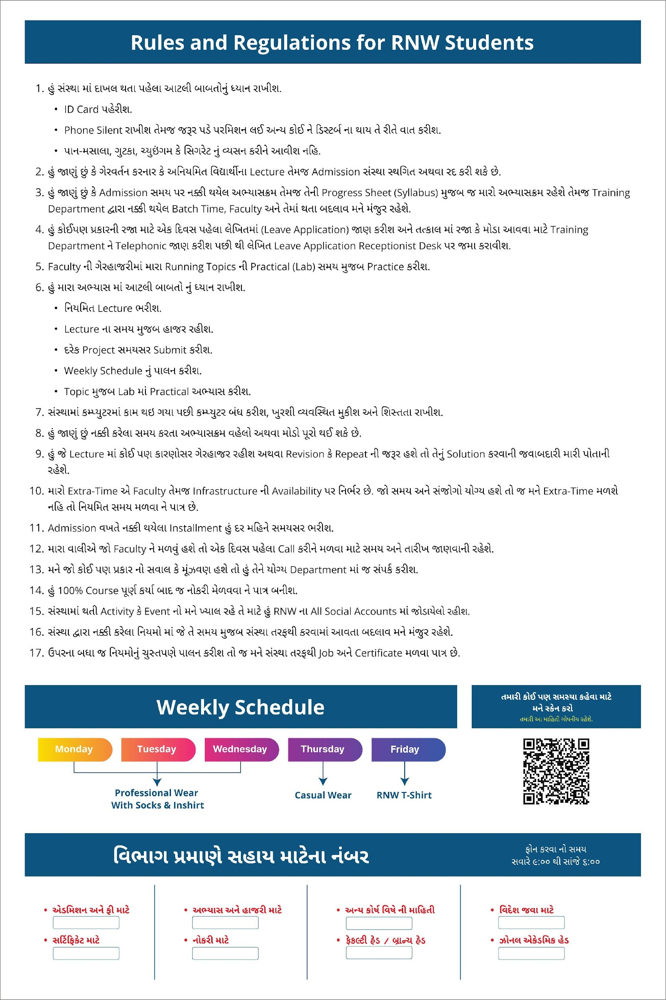 Rules and Regulations for RNW Students
1. હું સંસ્થા માં દાખલ થતા પહેલા આટલી બાબતોનું ધ્યાન રાખીશ.
• ID Card પહેરીશ.
• Phone Silent રાખીશ તેમજ જરૂર પડે પરમિશન લઈ અન્ય કોઈ ને ડિસ્ટર્બ ના થાય તે રીતે વાત કરીશ.
• પાન-મસાલા, ગુટકા, ચ્યુઇંગમ કે સિગરેટ નું વ્યસન કરીને આવીશ નહિ.
2. હું જાણું છું કે ગેરવર્તન કરનાર કે અનિયમિત વિદ્યાર્થીના Lecture તેમજ Admission સંસ્થા સ્થગિત અથવા રદ કરી શકે છે.
3. હું જાણું છું કે Admission સમય પર નક્કી થયેલ અભ્યાસક્રમ તેમજ તેની Progress Sheet (Syllabus) મુજબ જ મારો અભ્યાસક્રમ રહેશે તેમજ Training
Department દ્વારા નક્કી થયેલ Batch Time, Faculty અને તેમાં થતા બદલાવ મને મંજુર રહેશે.
4. હું કોઈપણ પ્રકારની રજા માટે એક દિવસ પહેલા લેખિતમાં (Leave Application) જાણ કરીશ અને તત્કાલ માં રજા કે મોડા આવવા માટે Training
Department ને Telephonic જાણ કરીશ પછી થી લેખિત Leave Application Receptionist Desk પર જમા કરાવીશ.
5. Faculty ની ગેરહાજરીમાં મારા Running Topics ની Practical (Lab) સમય મુજબ Practice કરીશ.
6. હું મારા અભ્યાસ માં આટલી બાબતો નું ધ્યાન રાખીશ.
• નિયમિત Lecture ભરીશ.
• Lecture ના સમય મુજબ હાજર રહીશ.
• દરેક Project સમયસર Submit કરીશ.
• Weekly Schedule નું પાલન કરીશ.
• Topic મુજબ Lab માં Practical અભ્યાસ કરીશ.
7. સંસ્થામાં કમ્પ્યુટરમાં કામ થઇ ગયા પછી કમ્પ્યુટર બંધ કરીશ, ખુરશી વ્યવસ્થિત મુકીશ અને શિસ્તતા રાખીશ.
8. હું જાણું છું નક્કી કરેલા સમય કરતા અભ્યાસક્રમ વહેલો અથવા મોડો પૂરો થઈ શકે છે.
9. હું જે Lecture માં કોઈ પણ કારણોસર ગેરહાજર રહીશ અથવા Revision કે Repeat ની જરૂર હશે તો તેનું Solution કરવાની જવાબદારી મારી પોતાની
રહેશે.
10. મારો Extra-Time એ Faculty તેમજ Infrastructure ની Availability પર નિર્ભર છે. જો સમય અને સંજોગો યોગ્ય હશે તો જ મને Extra-Time મળશે
નહિ તો નિયમિત સમય મળવા ને પાત્ર છે.
11. Admission વખતે નક્કી થયેલા Installment હું દર મહિને સમયસર ભરીશ.
12. મારા વાલીએ જો Faculty ને મળવું હશે તો એક દિવસ પહેલા Call કરીને મળવા માટે સમય અને તારીખ જાણવાની રહેશે.
13. મને જો કોઈ પણ પ્રકાર નો સવાલ કે મૂંઝવણ હશે તો હું તેને યોગ્ય Department માં જ સંપર્ક કરીશ.
14. હું 100% Course પૂર્ણ કર્યા બાદ જ નોકરી મેળવવા ને પાત્ર બનીશ.
15. સંસ્થામાં થતી Activity કે Event નો મને ખ્યાલ રહે તે માટે હું RNW ના All Social Accounts માં જોડાયેલો રહીશ.
16. સંસ્થા દ્વારા નક્કી કરેલા નિયમો માં જે તે સમય મુજબ સંસ્થા તરફથી કરવામાં આવતા બદલાવ મને મંજુર રહેશે.
17. ઉપરના બધા જ નિયમોનું ચુસ્તપણે પાલન કરીશ તો જ મને સંસ્થા તરફથી Job અને Certificate મળવા પાત્ર છે.
Weekly Schedule
તમારી કોઈ પણ સમસ્યા કહેવા માટે
મને સ્કેન કરો
તમારી આ માહિતી ગોપનીય રહેશે.
Monday Tuesday Wednesday Thursday Friday
Professional Wear
With Socks & Inshirt
Casual Wear RNW T-Shirt
વિભાગ પ્રમાણે સહાય માટેના નંબર
ફોન કરવા નો સમય
સવારે ૯:૦૦ થી સાંજે ૬:૦૦
• એડમિશન અને ફી માટે
• અભ્યાસ અને હાજરી માટે
• અન્ય કોર્ષ વિષે ની માહિતી
• વિદેશ જવા માટે
• સર્ટિફિકેટ માટે
• નોકરી માટે
• ફેકલ્ટી હેડ / બ્રાન્ચ હેડ
• ઝોનલ એકેડમિક હેડ